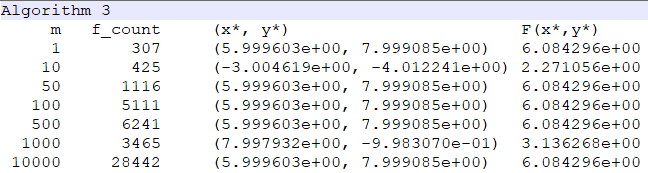 Algorithm 3
m f_count (x*, y*) F(x*,y*)
1 307 (5.999603e+00, 7.999085e+00) 6.084296e+00
10 425 (-3.004619e+00, -4.012241e+00) 2.271056e+00
50 1116 (5.999603e+00, 7.999085e+00) 6.084296e+00
100 5111 (5.999603e+00, 7.999085e+00) 6.084296e+00
500 6241 (5.999603e+00, 7.999085e+00) 6.084296e+00
1000 3465 (7.997932e+00, -9.983070e-01) 3.136268e+00
10000 28442 (5.999603e+00, 7.999085e+00) 6.084296e+00